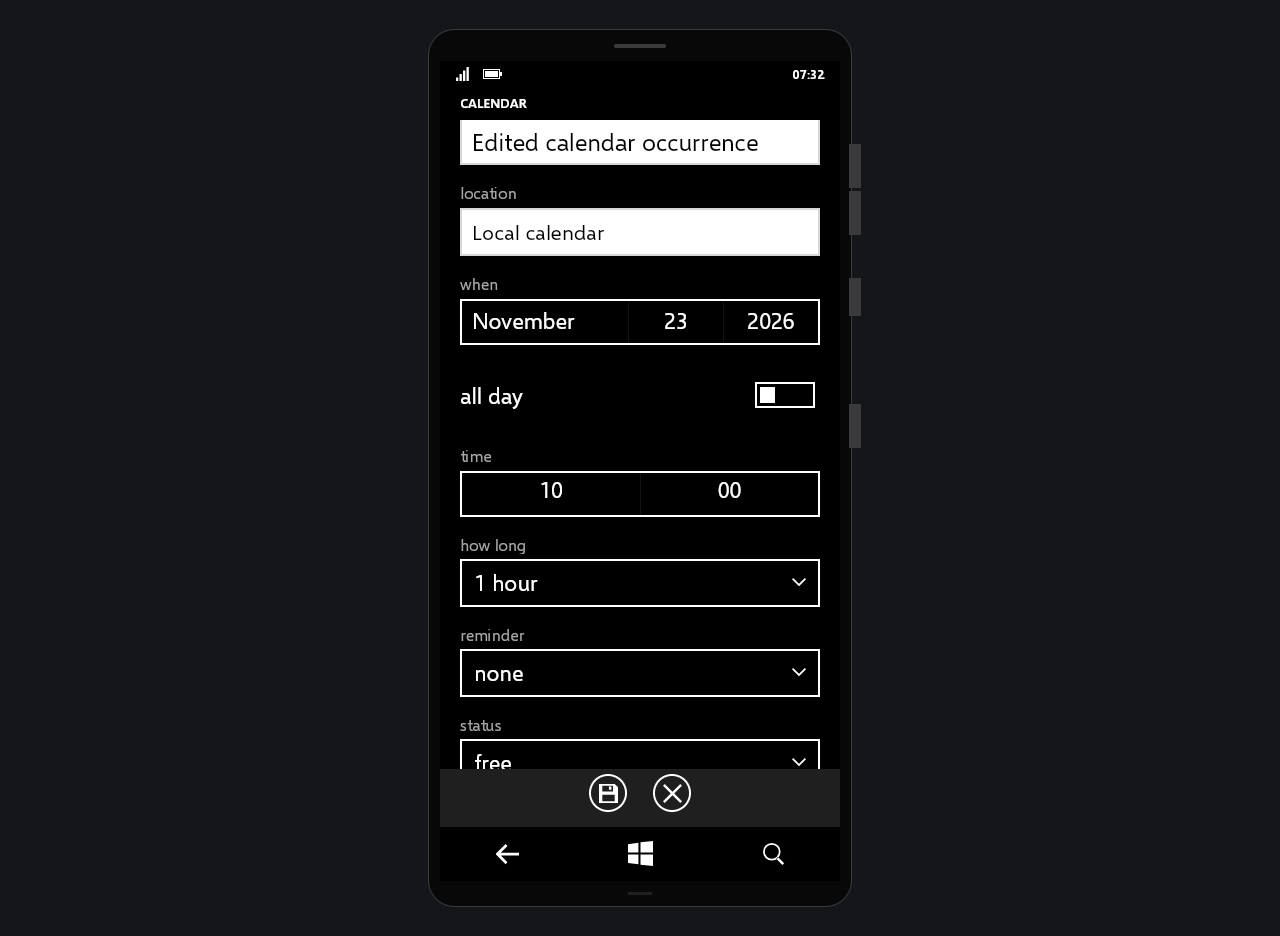 07:32
CALENDAR
Edited calendar occurrence
location
Local calendar
when
November 23 2026
all day
time
10 00
how long
1 hour
reminder
none
status
free